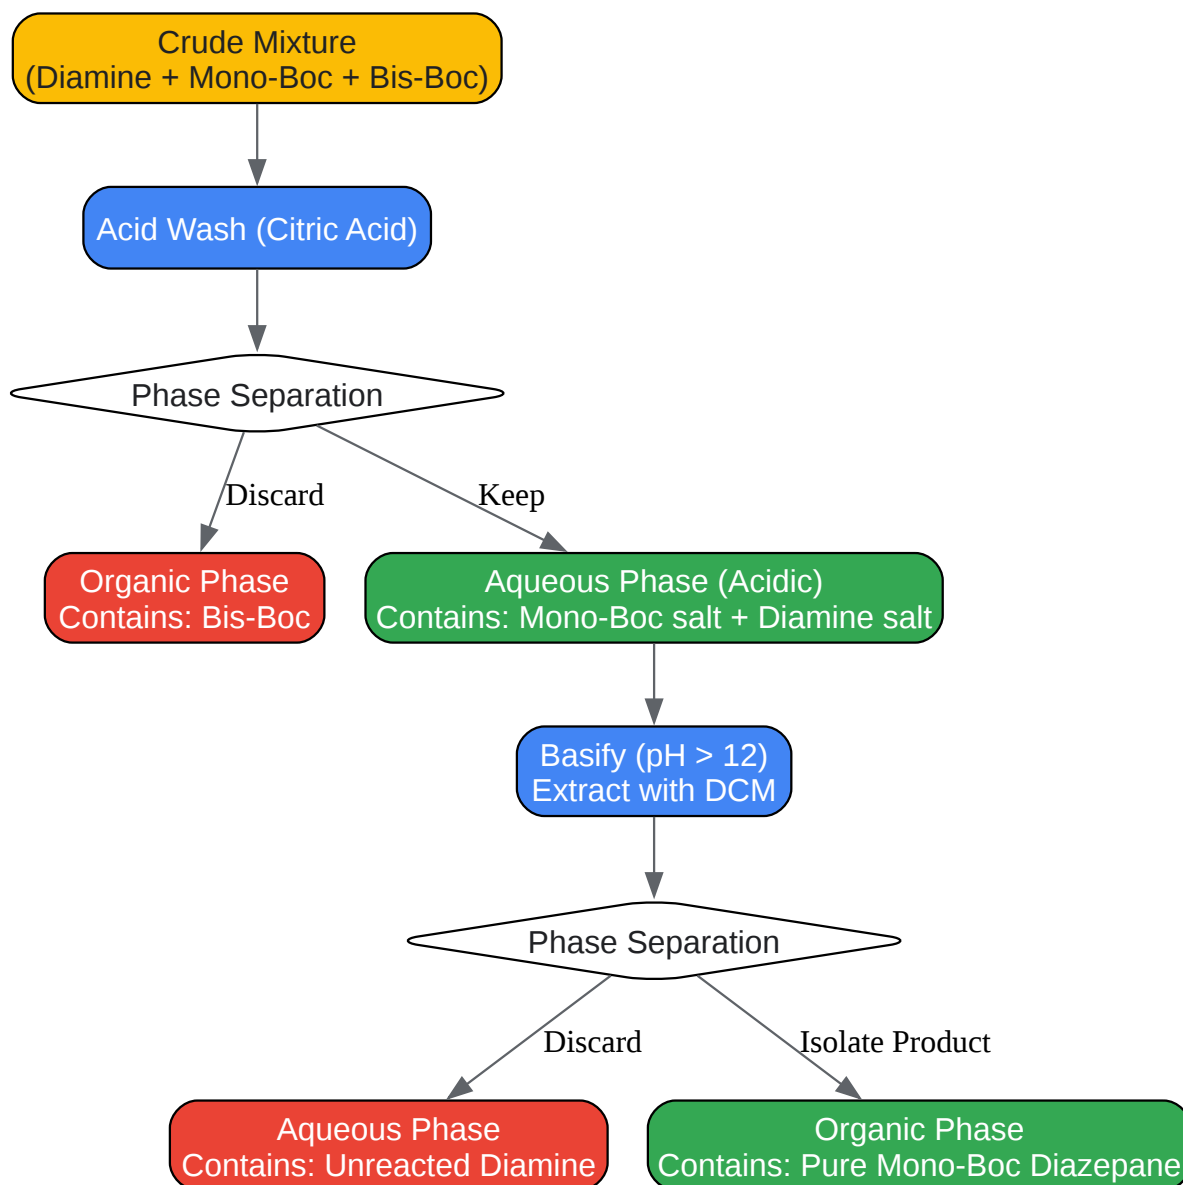 Crude Mixture
(Diamine + Mono-Boc + Bis-Boc)
Acid Wash (Citric Acid)
Phase Separation
Discard
Keep
Organic Phase
Contains: Bis-Boc
Aqueous Phase (Acidic)
Contains: Mono-Boc salt + Diamine salt
Basify (pH > 12)
Extract with DCM
Phase Separation
Discard
Isolate Product
Aqueous Phase
Contains: Unreacted Diamine
Organic Phase
Contains: Pure Mono-Boc Diazepane